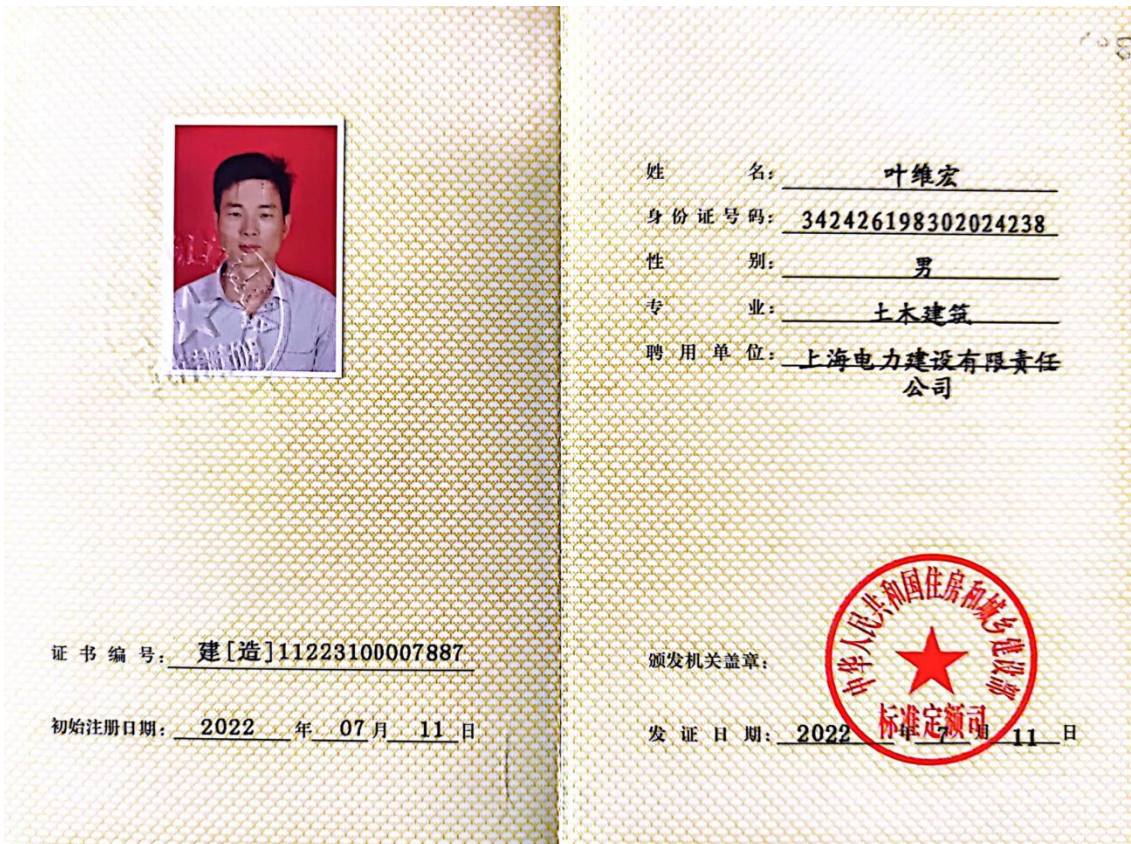 证书编号：建[造]11223100007887
初始注册日期：2022年07月11日
姓名：叶维宏
身份证号码：342426198302024238
性别：男
专业：土木建筑
聘用单位：上海电力建设有限责任
公司
颁发机关盖章：
中华人民共和国住房和城乡建设部
标准定额司
发证日期：2022年7月11日